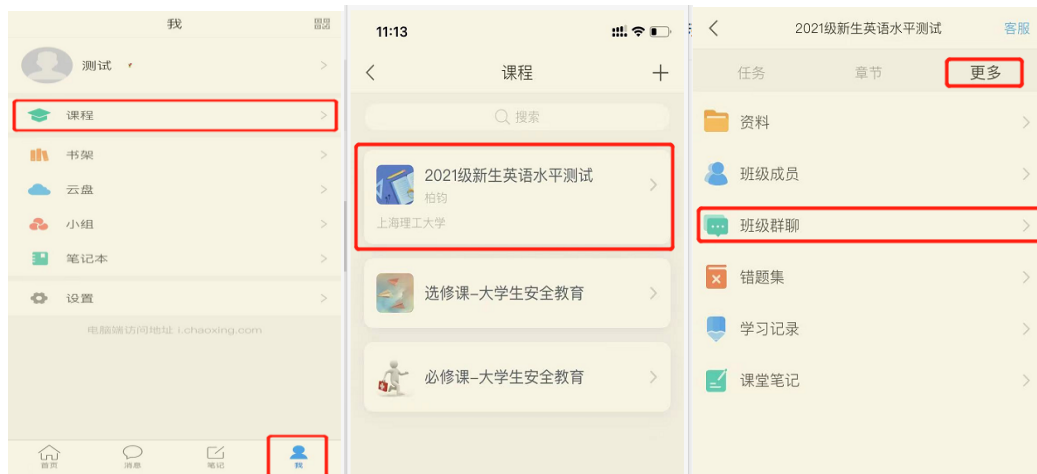 我
测试
课程
书架
云盘
小组
笔记本
设置
电脑端访问地址 i.chaoxing.com
首页
消息
笔记
我
11:13
课程
搜索
2021级新生英语水平测试
柏钧
上海理工大学
选修课–大学生安全教育
必修课–大学生安全教育
2021级新生英语水平测试
客服
任务
章节
更多
资料
班级成员
班级群聊
错题集
学习记录
课堂笔记